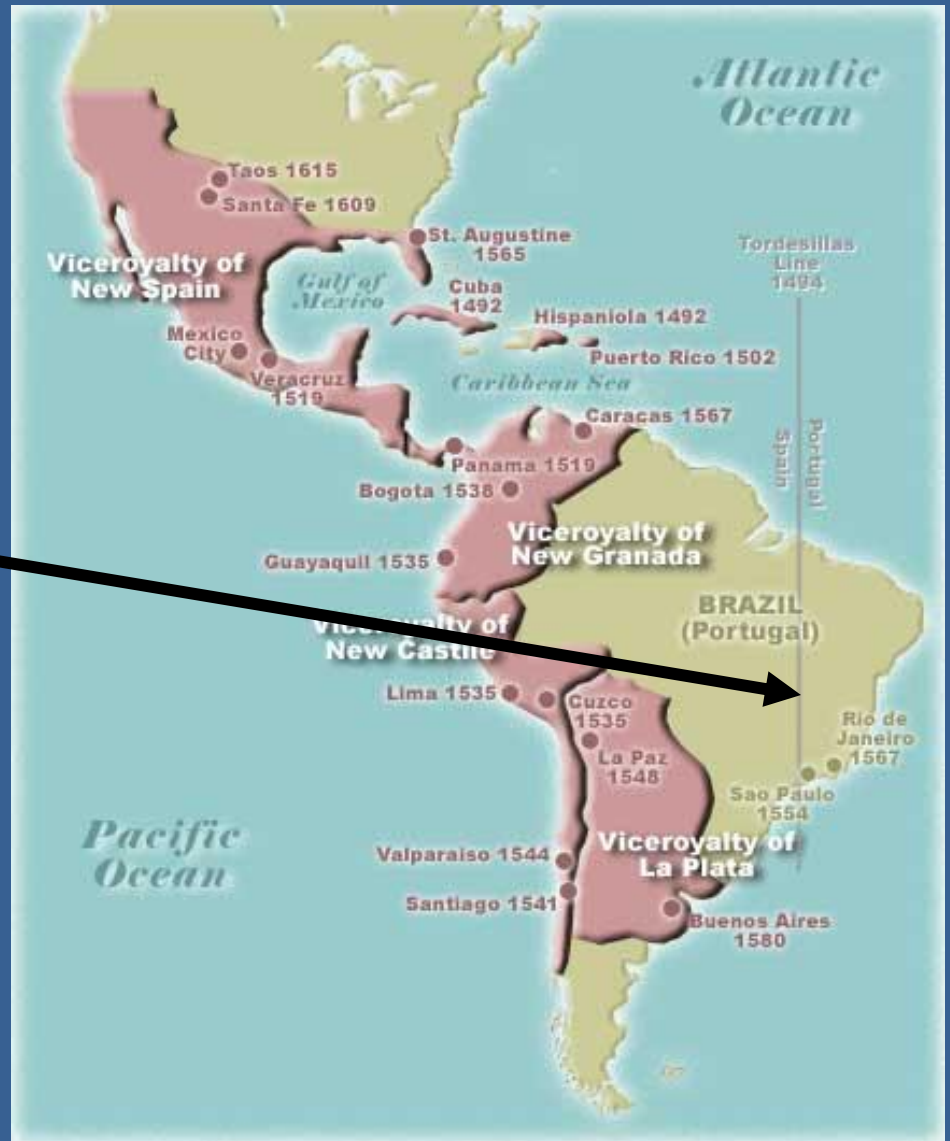 Atlantic
Ocean
Taos 1615
Santa Fe 1609
St. Augustine
1565
Tordesillas
Line
1494
Viceroyalty of
New Spain
Gulf of
Mexico
Cuba
1492
Hispaniola 1492
Mexico
City
Puerto Rico 1502
Veracruz
1519
Caribbean Sea
Caracas 1567
Spain
Portugal
Panama 1519
Bogota 1538
Viceroyalty of
New Granada
Guayaquil 1535
BRAZIL
(Portugal)
Viceroyalty of
New Castile
Lima 1535
Cuzco
1535
Rio de
Janeiro
1567
La Paz
1548
Sao Paulo
1554
Pacific
Ocean
Viceroyalty of
La Plata
Valparaiso 1544
Santiago 1541
Buenos Aires
1580